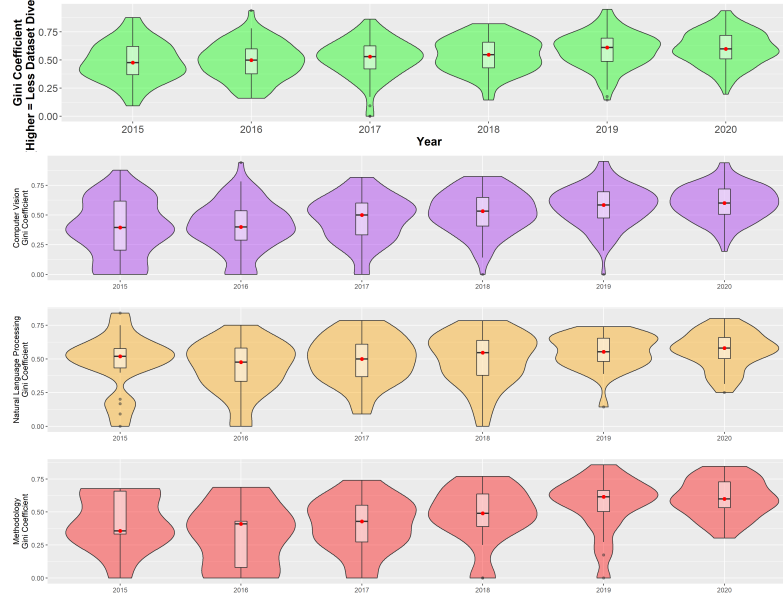 Gini Coefficient
Higher = Less Dataset Dive
0.75
0.50
0.25
0.00
2015 2016 2017 2018 2019 2020
Year
Computer Vision
Gini Coefficient
0.75
0.50
0.25
0.00
2015 2016 2017 2018 2019 2020
Natural Language Processing
Gini Coefficient
0.75
0.50
0.25
0.00
2015 2016 2017 2018 2019 2020
Methodology
Gini Coefficient
0.75
0.50
0.25
0.00
2015 2016 2017 2018 2019 2020